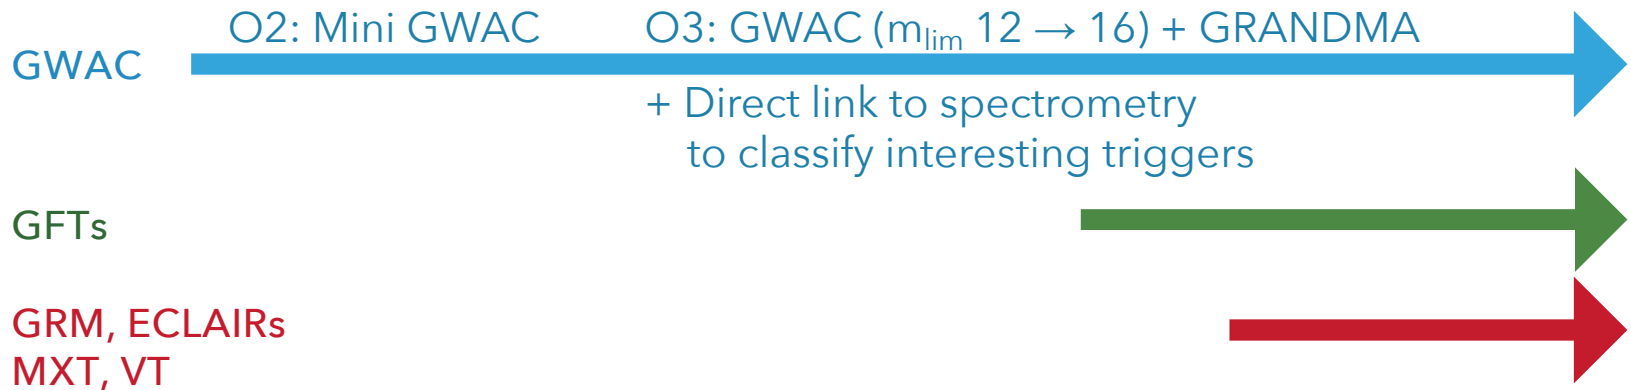 O2: Mini GWAC
O3: GWAC (mlim 12 → 16) + GRANDMA
GWAC
+ Direct link to spectrometry
to classify interesting triggers
GFTs
GRM, ECLAIRs
MXT, VT